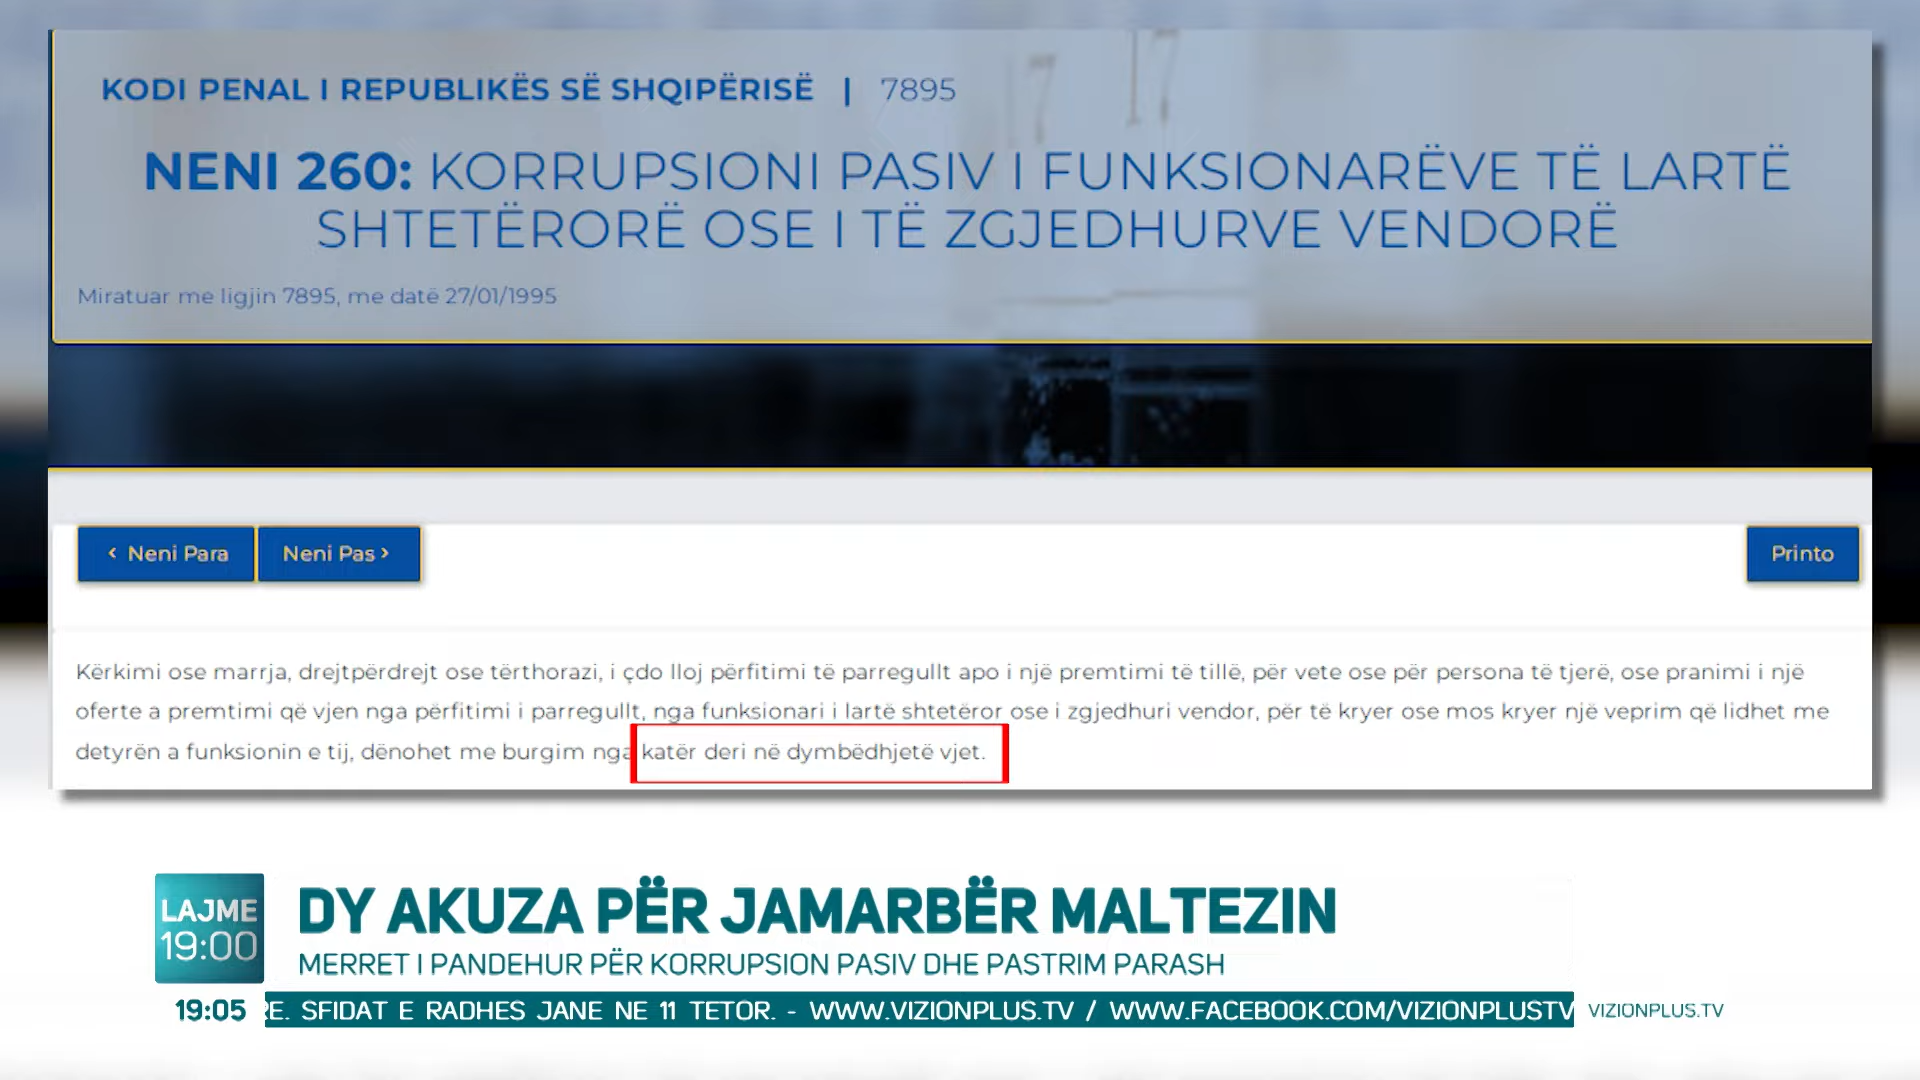 KODI PENAL I REPUBLIKËS SË SHQIPËRISË | 7895
NENI 260: KORRUPSIONI PASIV I FUNKSIONARËVE TË LARTË
SHTETËRORË OSE I TË ZGJEDHURVE VENDORË
Miratuar me ligjin 7895, me datë 27/01/1995
‹ Neni Para
Neni Pas ›
Printo
Kërkimi ose marrja, drejtpërdrejt ose tërthorazi, i çdo lloj përfitimi të parregullt apo i një premtimi të tillë, për vete ose për persona të tjerë, ose pranimi i një
oferte a premtimi që vjen nga përfitimi i parregullt, nga funksionari i lartë shtetëror ose i zgjedhuri vendor, për të kryer ose mos kryer një veprim që lidhet me
detyrën a funksionin e tij, dënohet me burgim nga katër deri në dymbëdhjetë vjet.
LAJME
19:00
DY AKUZA PËR JAMARBËR MALTEZIN
MERRET I PANDEHUR PËR KORRUPSION PASIV DHE PASTRIM PARASH
19:05 RE. SFIDAT E RADHES JANE NE 11 TETOR. - WWW.VIZIONPLUS.TV / WWW.FACEBOOK.COM/VIZIONPLUSTV VIZIONPLUS.TV